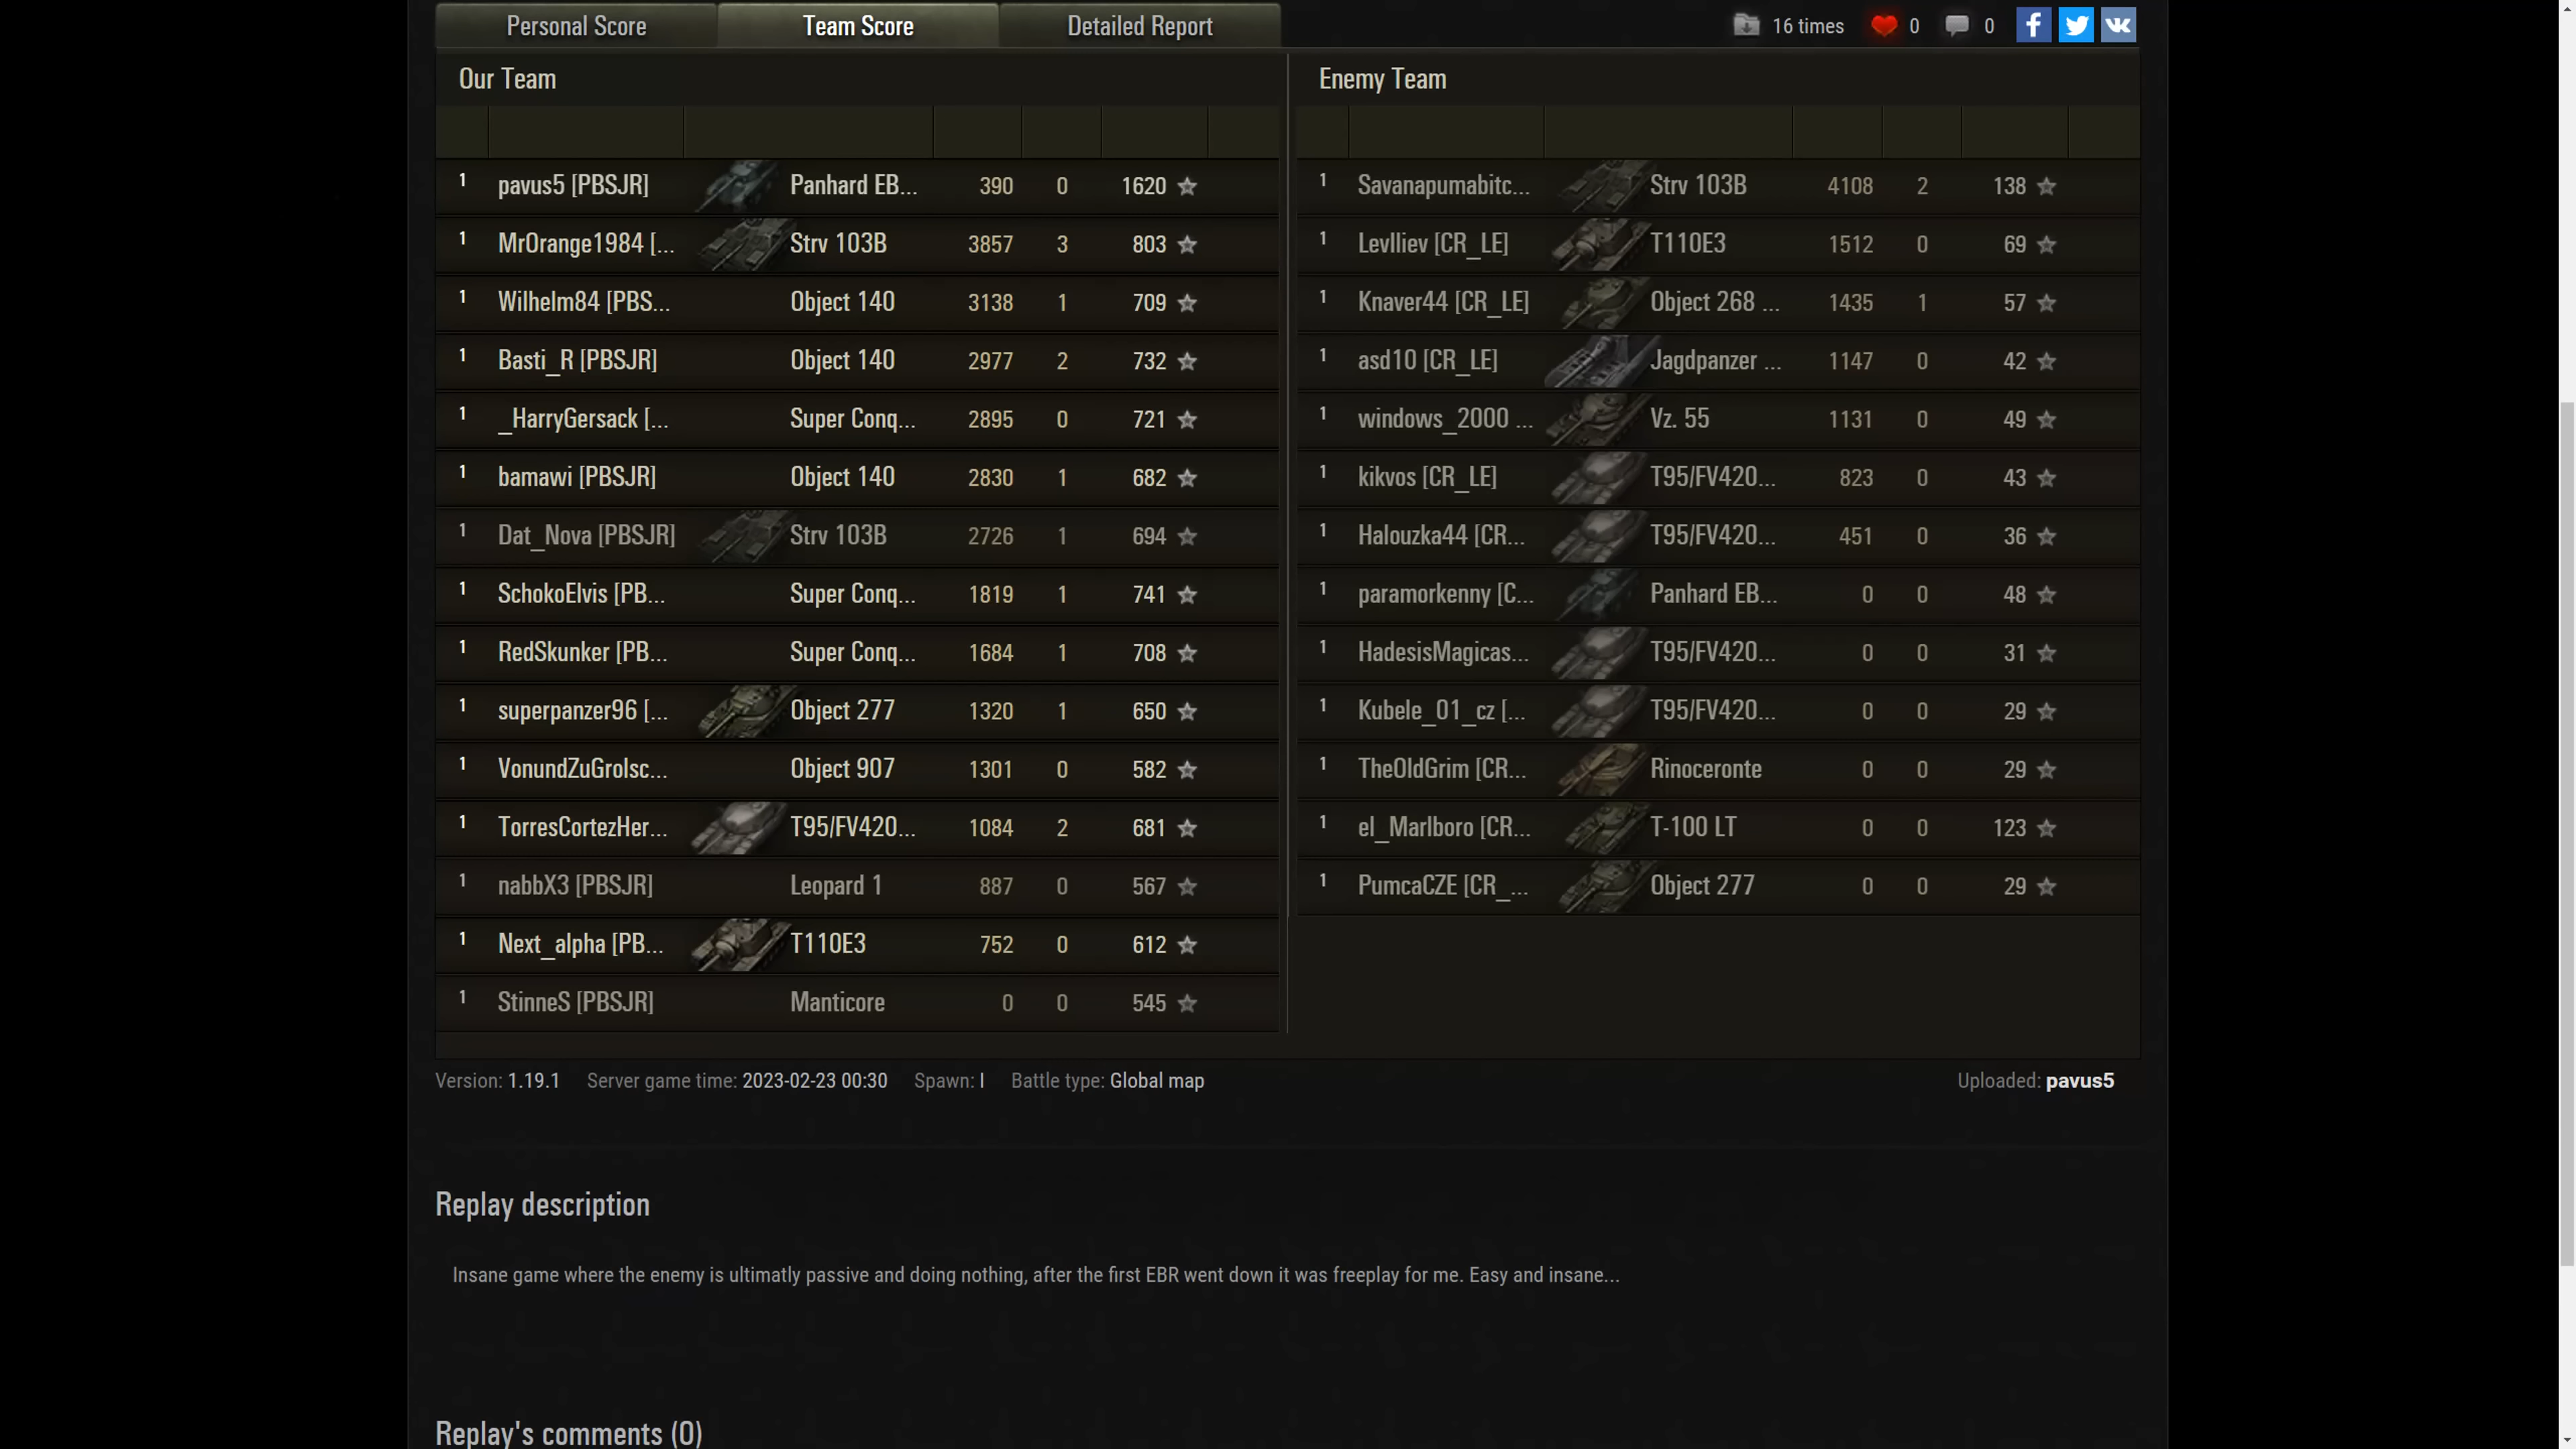 Personal Score Team Score Detailed Report 16 times 0 0
Our Team
1 pavus5 [PBSJR] Panhard EB... 390 0 1620
1 MrOrange1984 [... Strv 103B 3857 3 803
1 Wilhelm84 [PBS... Object 140 3138 1 709
1 Basti_R [PBSJR] Object 140 2977 2 732
1 _HarryGersack [... Super Conq... 2895 0 721
1 bamawi [PBSJR] Object 140 2830 1 682
1 Dat_Nova [PBSJR] Strv 103B 2726 1 694
1 SchokoElvis [PB... Super Conq... 1819 1 741
1 RedSkunker [PB... Super Conq... 1684 1 708
1 superpanzer96 [... Object 277 1320 1 650
1 VonundZuGrolsc... Object 907 1301 0 582
1 TorresCortezHer... T95/FV420... 1084 2 681
1 nabbX3 [PBSJR] Leopard 1 887 0 567
1 Next_alpha [PB... T110E3 752 0 612
1 StinneS [PBSJR] Manticore 0 0 545
Enemy Team
1 Savanapumabitc... Strv 103B 4108 2 138
1 Levlliev [CR_LE] T110E3 1512 0 69
1 Knaver44 [CR_LE] Object 268 ... 1435 1 57
1 asd10 [CR_LE] Jagdpanzer ... 1147 0 42
1 windows_2000 ... Vz. 55 1131 0 49
1 kikvos [CR_LE] T95/FV420... 823 0 43
1 Halouzka44 [CR... T95/FV420... 451 0 36
1 paramorkenny [C... Panhard EB... 0 0 48
1 HadesisMagicas... T95/FV420... 0 0 31
1 Kubele_01_cz [... T95/FV420... 0 0 29
1 TheOldGrim [CR... Rinoceronte 0 0 29
1 el_Marlboro [CR... T-100 LT 0 0 123
1 PumcaCZE [CR_... Object 277 0 0 29
Version: 1.19.1 Server game time: 2023-02-23 00:30 Spawn: I Battle type: Global map Uploaded: pavus5
Replay description
Insane game where the enemy is ultimatly passive and doing nothing, after the first EBR went down it was freeplay for me. Easy and insane...
Replay's comments (0)